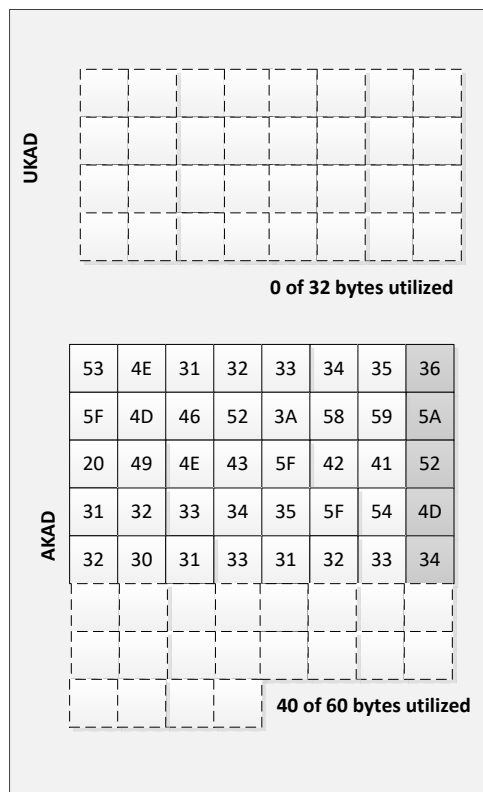 UKAD
0 of 32 bytes utilized
53 4E 31 32 33 34 35 36
5F 4D 46 52 3A 58 59 5A
20 49 4E 43 5F 42 41 52
31 32 33 34 35 5F 54 4D
32 30 31 33 31 32 33 34
AKAD
40 of 60 bytes utilized